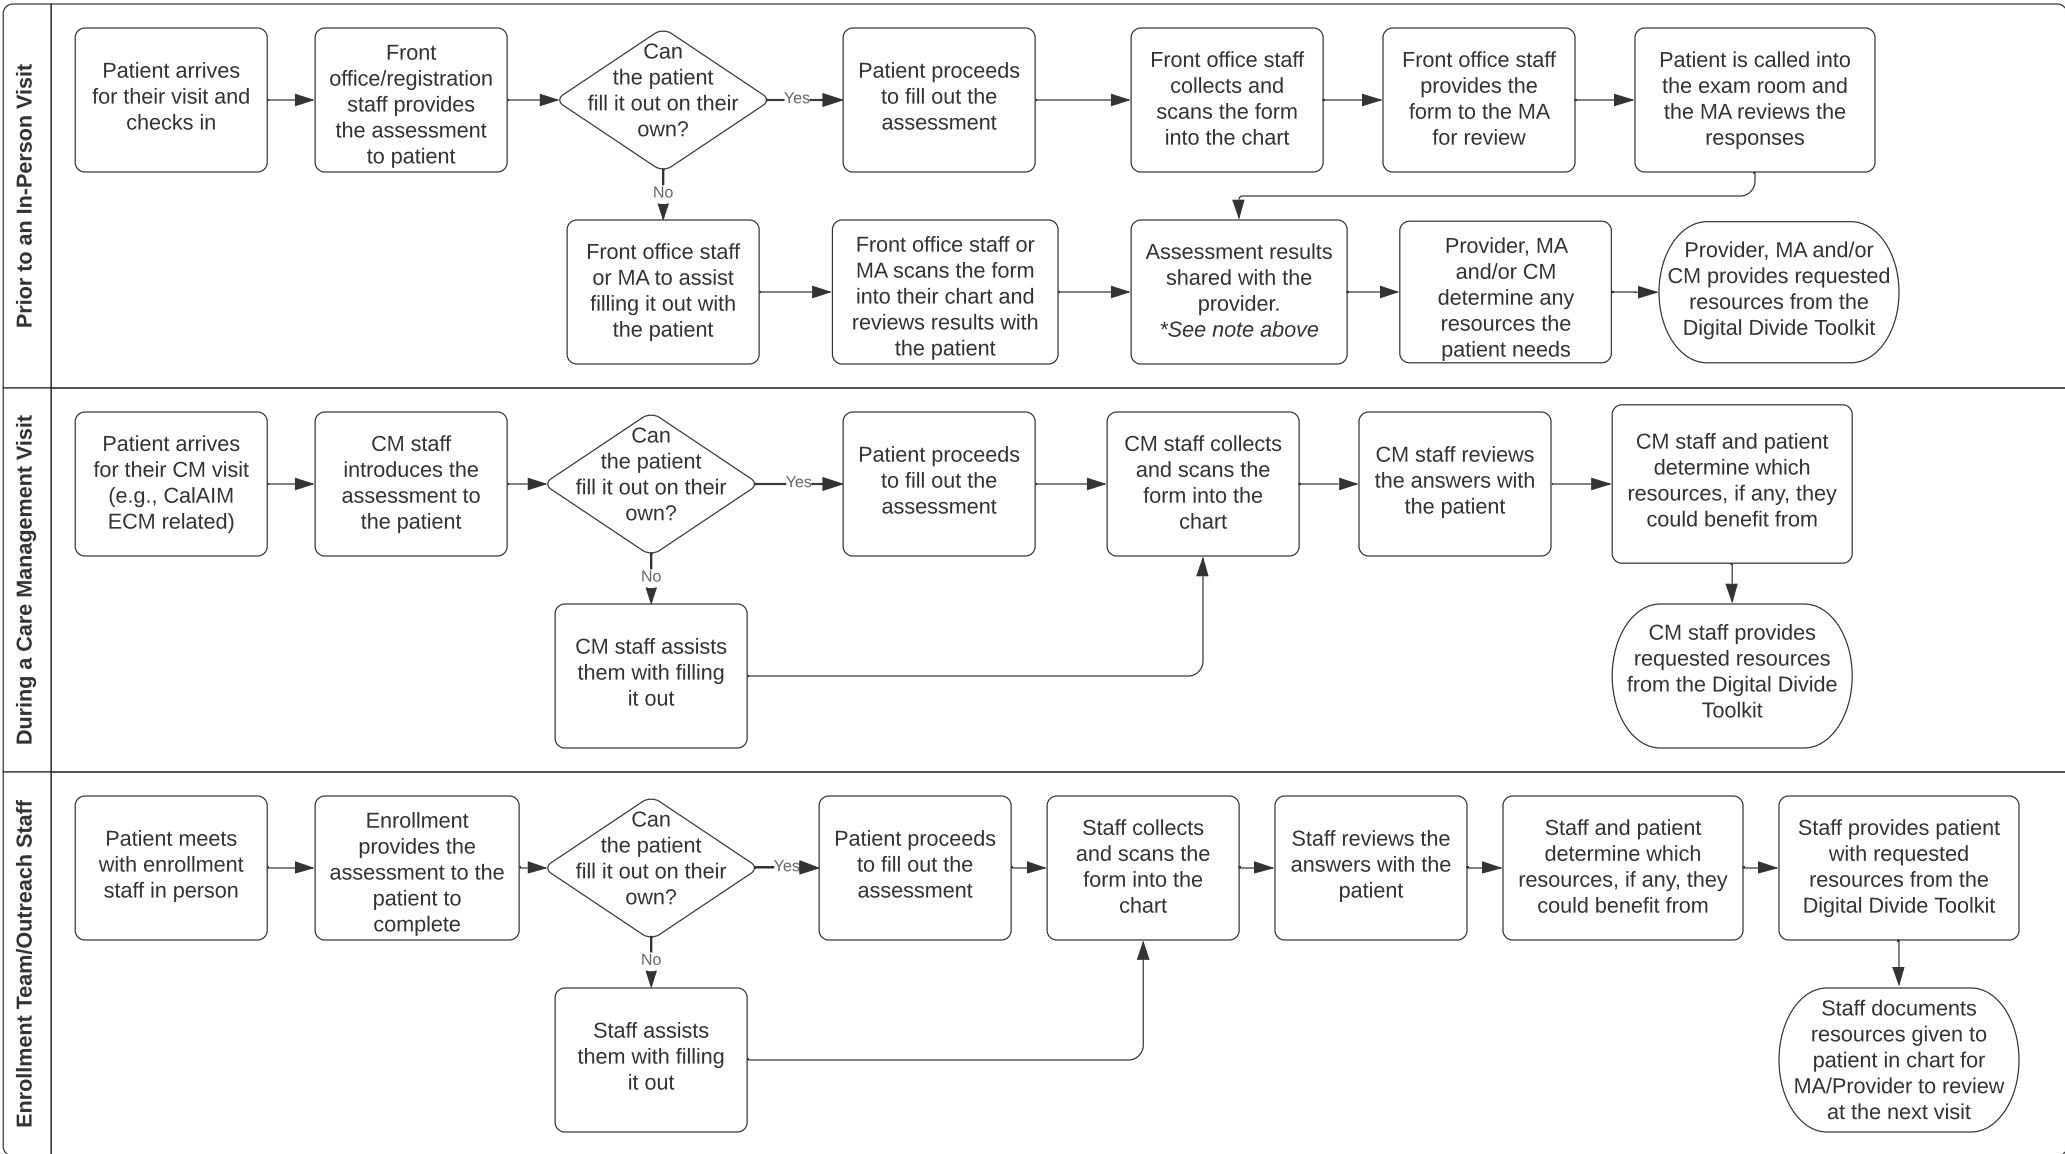 Prior to an In-Person Visit
Patient arrives
for their visit and
checks in
Front
office/registration
staff provides
the assessment
to patient
Can
the patient
fill it out on their
own?
Yes
Patient proceeds
to fill out the
assessment
Front office staff
collects and
scans the form
into the chart
Front office staff
provides the
form to the MA
for review
Patient is called into
the exam room and
the MA reviews the
responses
No
Front office staff
or MA to assist
filling it out with
the patient
Front office staff or
MA scans the form
into their chart and
reviews results with
the patient
Assessment results
shared with the
provider.
*See note above
Provider, MA
and/or CM
determine any
resources the
patient needs
Provider, MA and/or
CM provides requested
resources from the
Digital Divide Toolkit
During a Care Management Visit
Patient arrives
for their CM visit
(e.g., CalAIM
ECM related)
CM staff
introduces the
assessment to
the patient
Can
the patient
fill it out on their
own?
Yes
Patient proceeds
to fill out the
assessment
CM staff collects
and scans the
form into the
chart
CM staff reviews
the answers with
the patient
CM staff and patient
determine which
resources, if any, they
could benefit from
No
CM staff assists
them with filling
it out
CM staff provides
requested resources
from the Digital Divide
Toolkit
Enrollment Team/Outreach Staff
Patient meets
with enrollment
staff in person
Enrollment
provides the
assessment to the
patient to
complete
Can
the patient
fill it out on their
own?
Yes
Patient proceeds
to fill out the
assessment
Staff collects
and scans the
form into the
chart
Staff reviews the
answers with the
patient
Staff and patient
determine which
resources, if any, they
could benefit from
Staff provides patient
with requested
resources from the
Digital Divide Toolkit
No
Staff assists
them with filling
it out
Staff documents
resources given to
patient in chart for
MA/Provider to review
at the next visit